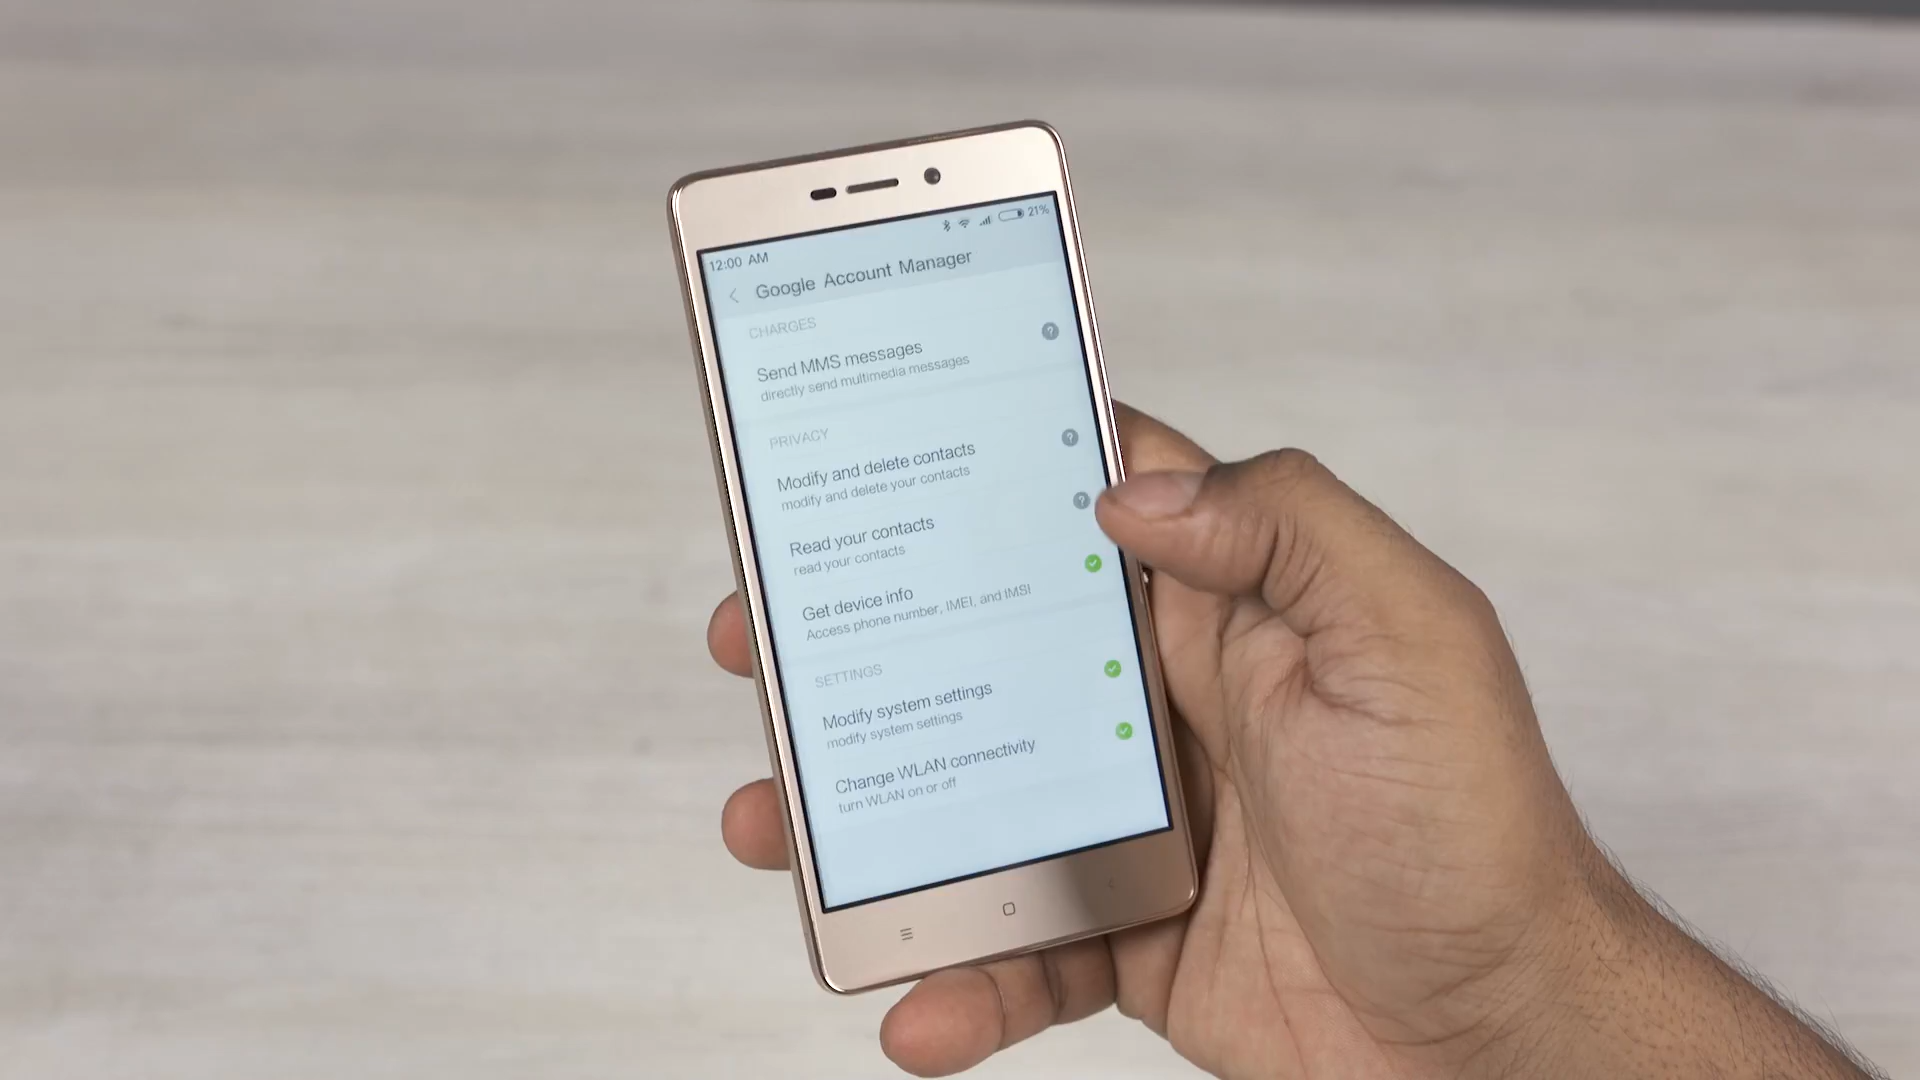 21%
12:00 AM
Google Account Manager
CHARGES
Send MMS messages
directly send multimedia messages
PRIVACY
Modify and delete contacts
modify and delete your contacts
Read your contacts
read your contacts
Get device info
Access phone number, IMEI, and IMSI
SETTINGS
Modify system settings
modify system settings
Change WLAN connectivity
turn WLAN on or off